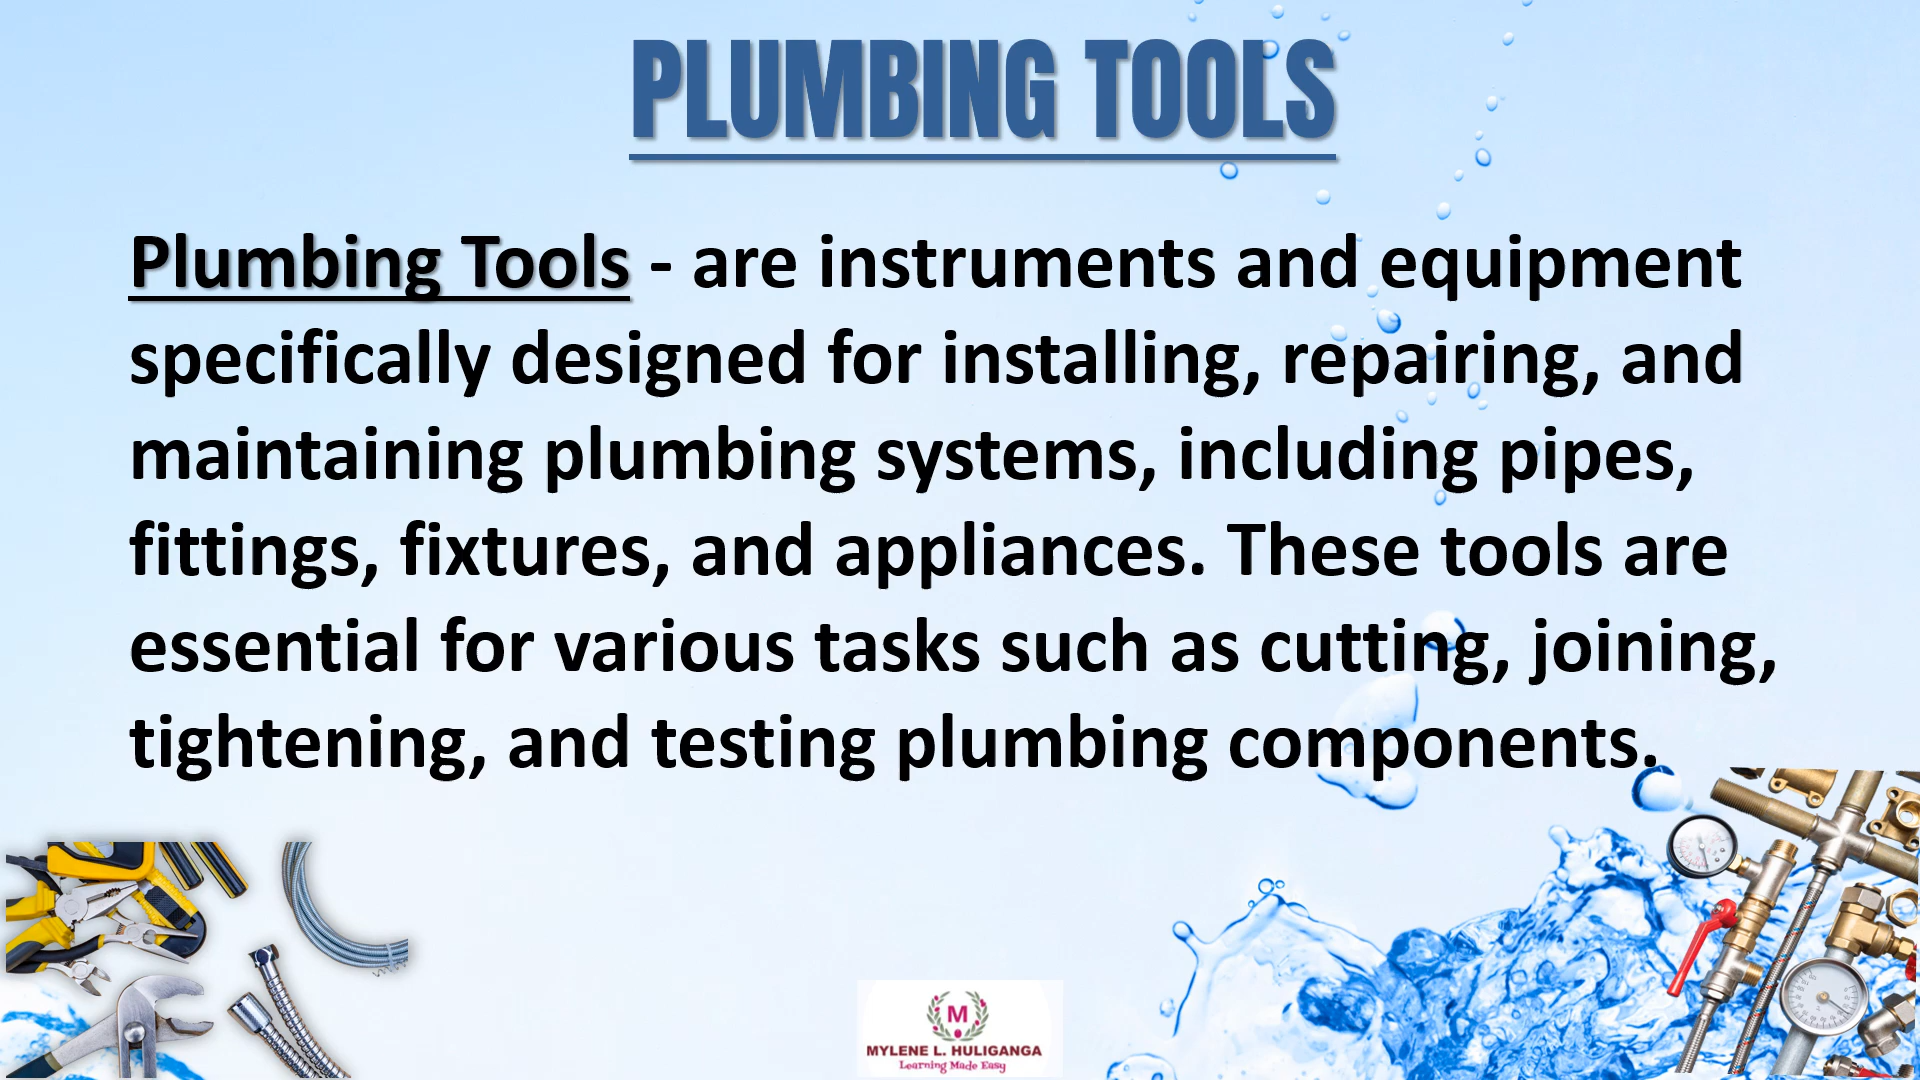 PLUMBING TOOLS
Plumbing Tools - are instruments and equipment
specifically designed for installing, repairing, and
maintaining plumbing systems, including pipes,
fittings, fixtures, and appliances. These tools are
essential for various tasks such as cutting, joining,
tightening, and testing plumbing components.
M
MYLENE L. HULIGANGA
Learning Made Easy